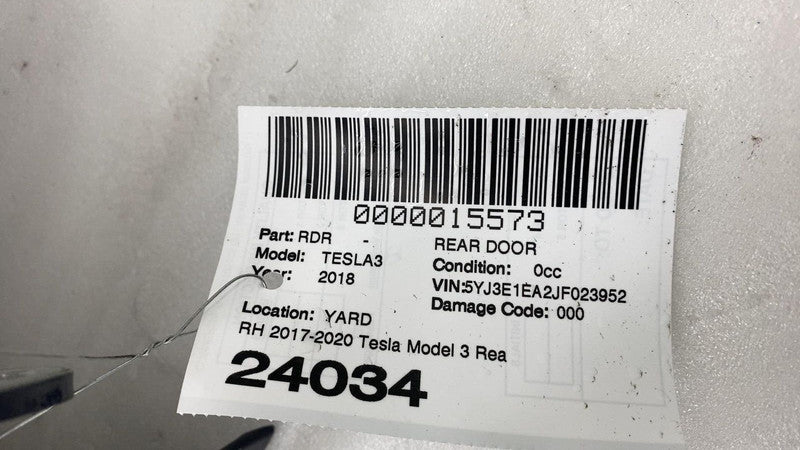 0000015573
Part: RDR - REAR DOOR
Model: TESLA3 Condition: 0cc
Year: 2018 VIN:5YJ3E1EA2JF023952
Damage Code: 000
Location: YARD
RH 2017-2020 Tesla Model 3 Rea
24034